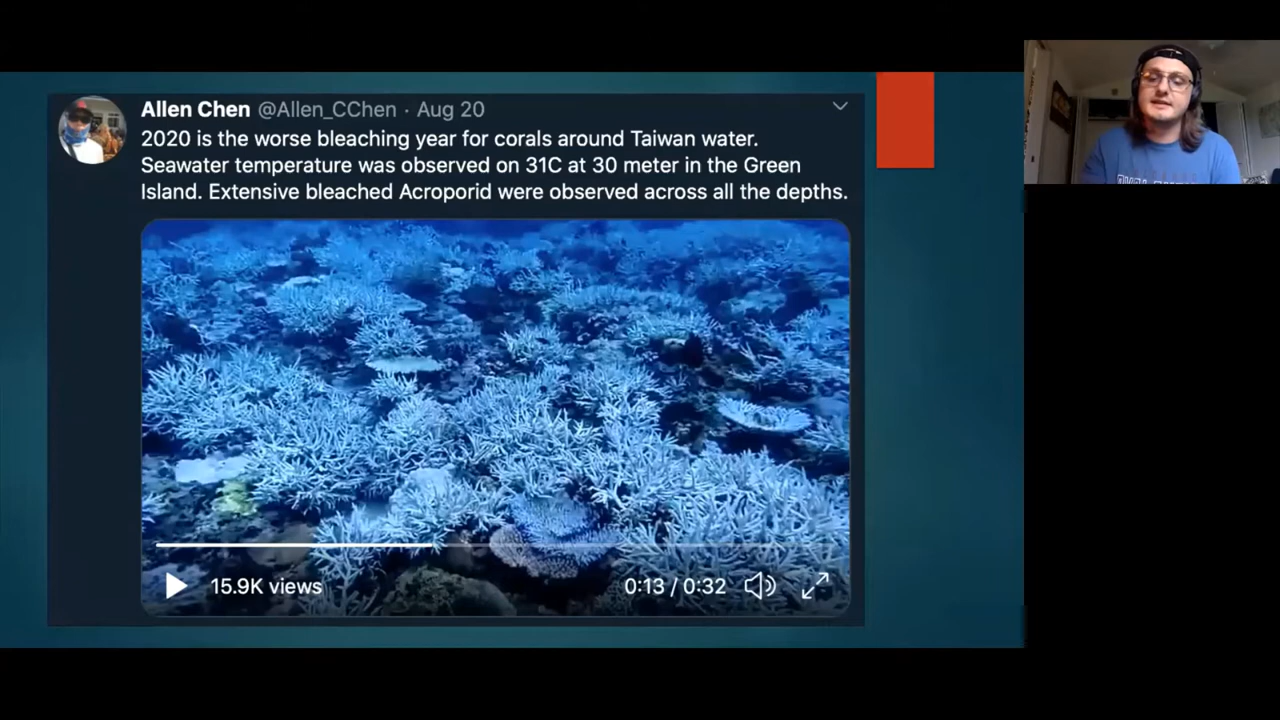 Allen Chen @Allen_CChen · Aug 20
2020 is the worse bleaching year for corals around Taiwan water.
Seawater temperature was observed on 31C at 30 meter in the Green
Island. Extensive bleached Acroporid were observed across all the depths.
15.9K views
0:13 / 0:32